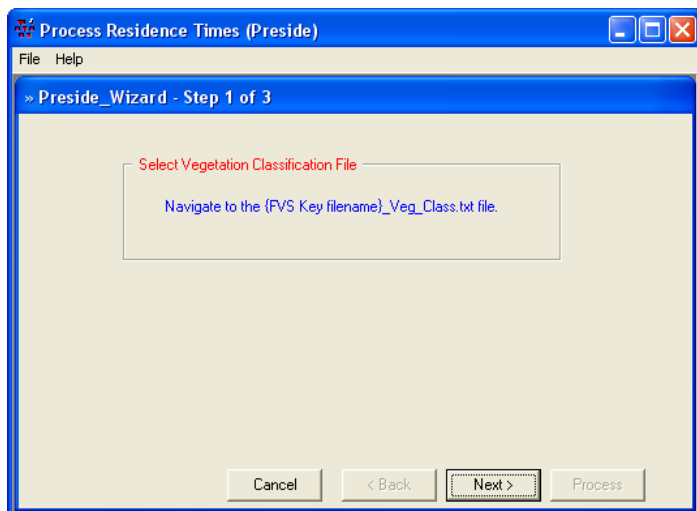 Process Residence Times (Preside)
File Help
» Preside_Wizard - Step 1 of 3
Select Vegetation Classification File
Navigate to the {FVS Key filename}_Veg_Class.txt file.
Cancel < Back Next > Process